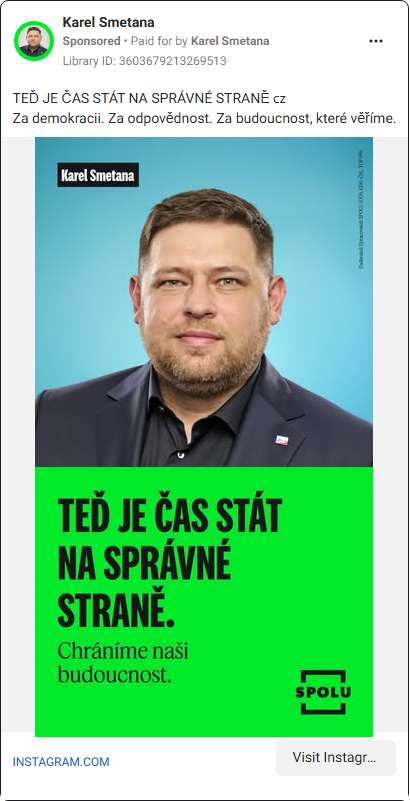 Karel Smetana
Sponsored • Paid for by Karel Smetana
Library ID: 3603679213269513
TEĎ JE ČAS STÁT NA SPRÁVNÉ STRANĚ cz
Za demokracii. Za odpovědnost. Za budoucnost, které věříme.
Karel Smetana
TEĎ JE ČAS STÁT
NA SPRÁVNÉ
STRANĚ.
Chráníme naši
budoucnost.
SPOLU
INSTAGRAM.COM
Visit Instagr...